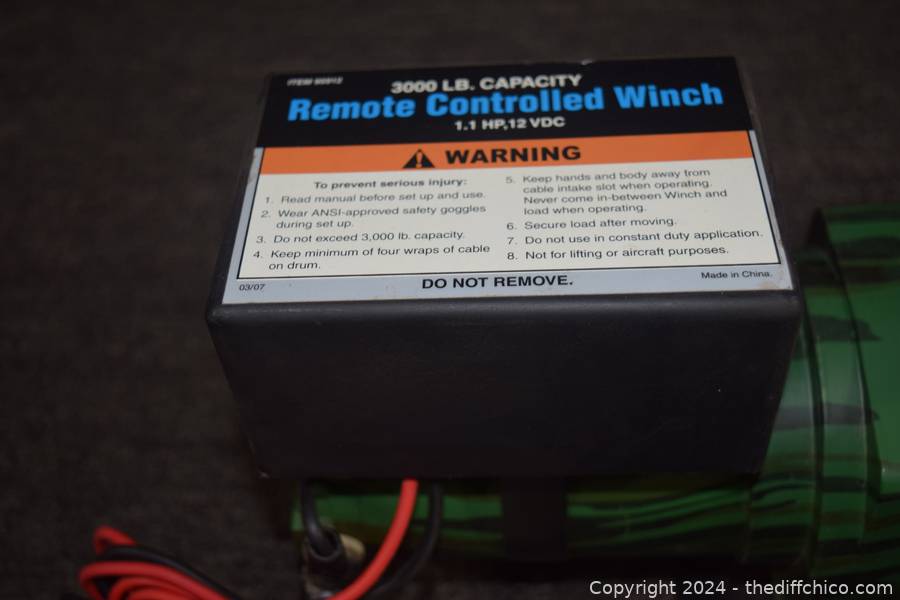 ITEM
3000 LB. CAPACITY
Remote Controlled Winch
1.1 HP, 12 VDC
WARNING
To prevent serious injury:
1. Read manual before set up and use.
2. Wear ANSI-approved safety goggles
during set up.
3. Do not exceed 3,000 lb. capacity.
4. Keep minimum of four wraps of cable
on drum.
5. Keep hands and body away from
cable intake slot when operating.
Never come in-between Winch and
load when operating.
6. Secure load after moving.
7. Do not use in constant duty application.
8. Not for lifting or aircraft purposes.
03/07
DO NOT REMOVE.
Made in China.
Copyright 2024 - thediffchico.com